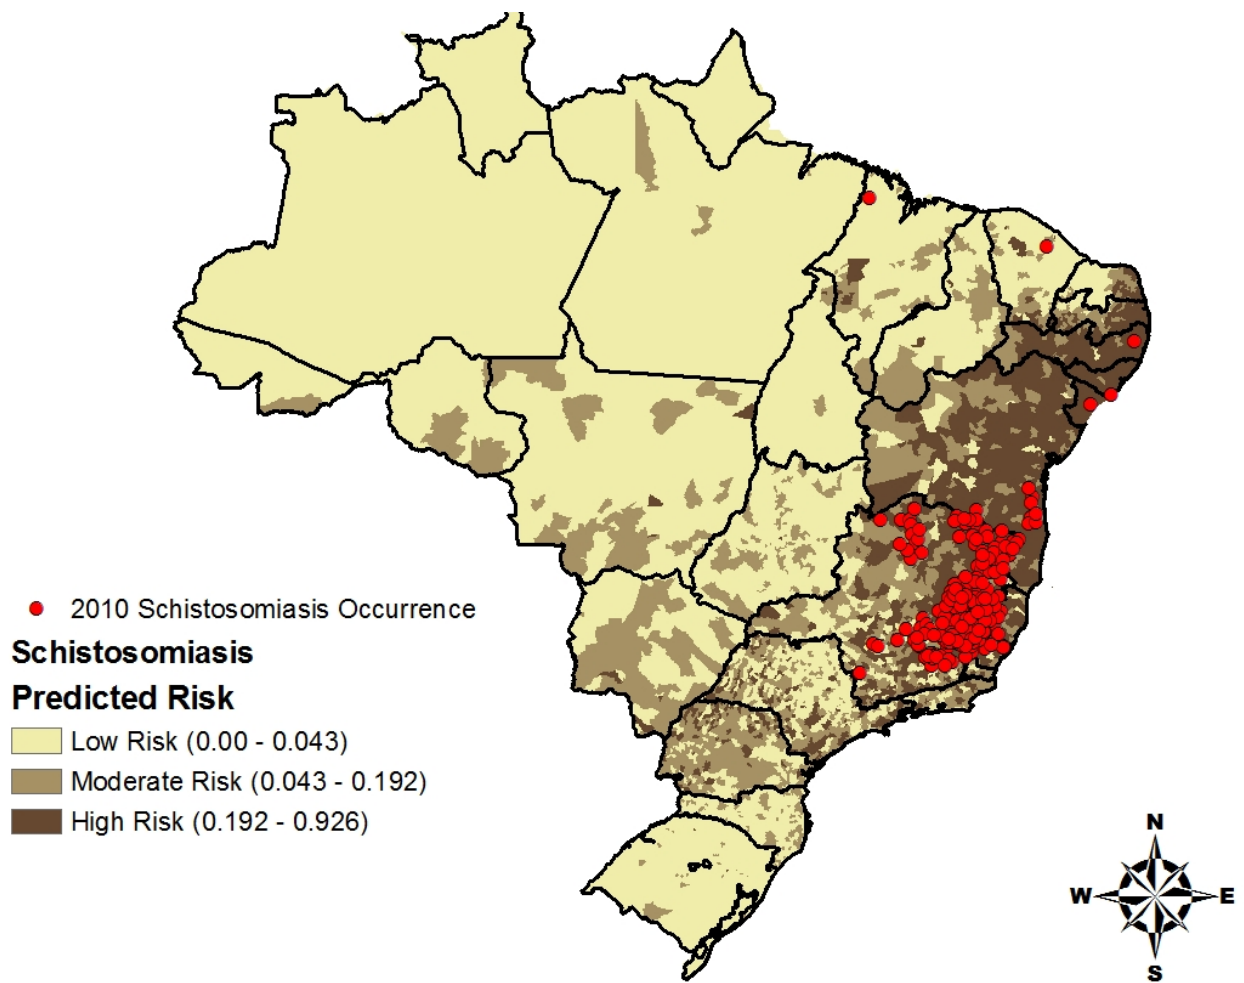 2010 Schistosomiasis Occurrence
Schistosomiasis
Predicted Risk
Low Risk (0.00 - 0.043)
Moderate Risk (0.043 - 0.192)
High Risk (0.192 - 0.926)
N
W
E
S